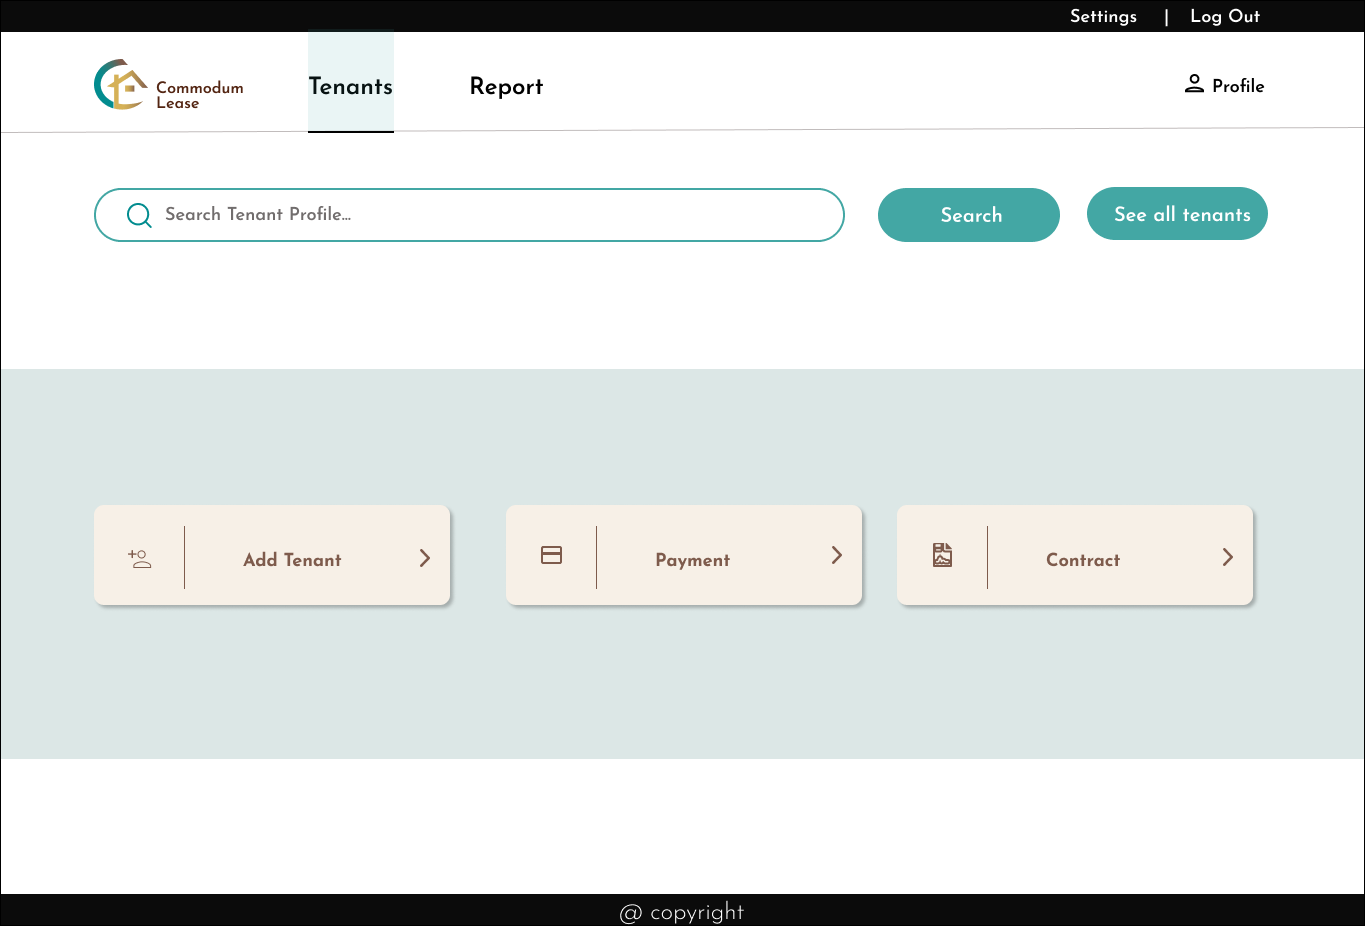 Settings | Log Out
Commodum
Lease
Tenants
Report
Profile
Search Tenant Profile...
Search
See all tenants
Add Tenant
Payment
Contract
@ copyright